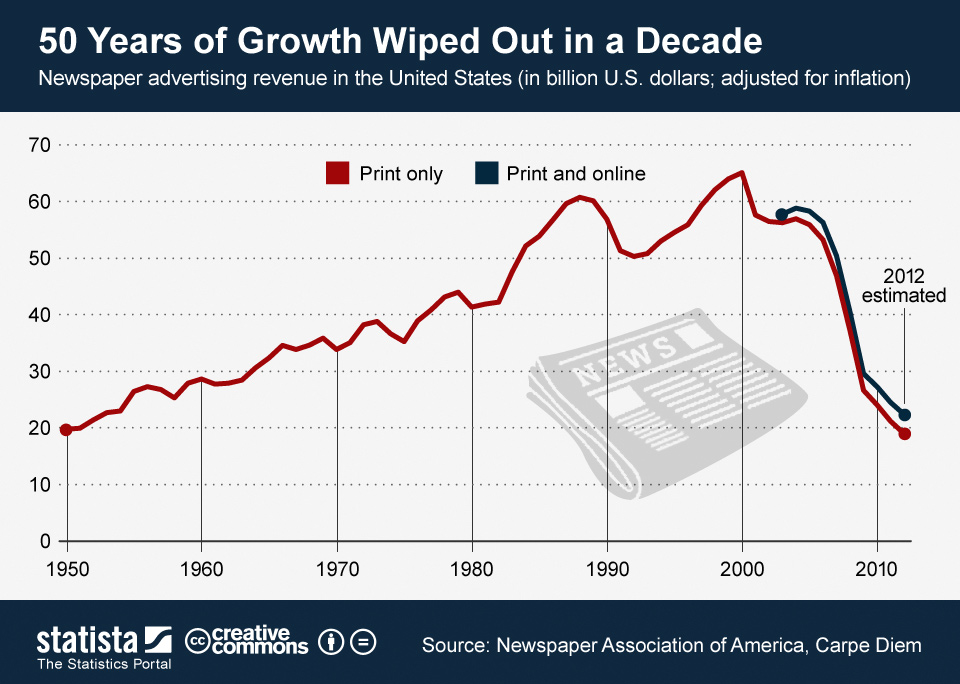 50 Years of Growth Wiped Out in a Decade
Newspaper advertising revenue in the United States (in billion U.S. dollars; adjusted for inflation)
70
Print only
Print and online
60
50
2012
estimated
40
NEWS
30
20
10
0
1950
1960
1970
1980
1990
2000
2010
statista
The Statistics Portal
cc
creative
commons
=
Source: Newspaper Association of America, Carpe Diem